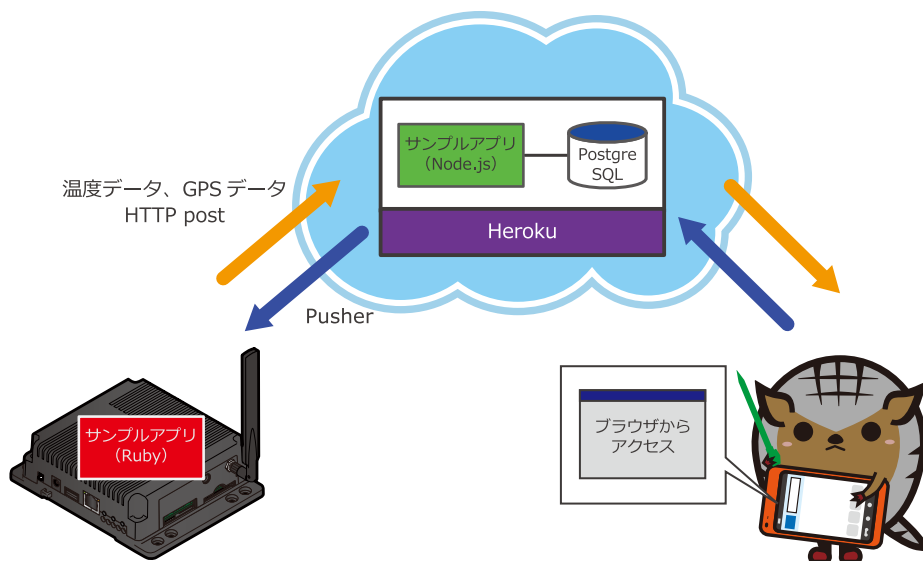 サンプルアプリ
（Node.js）
Postgre
SQL
Heroku
温度データ、GPS データ
HTTP post
Pusher
サンプルアプリ
（Ruby）
ブラウザから
アクセス